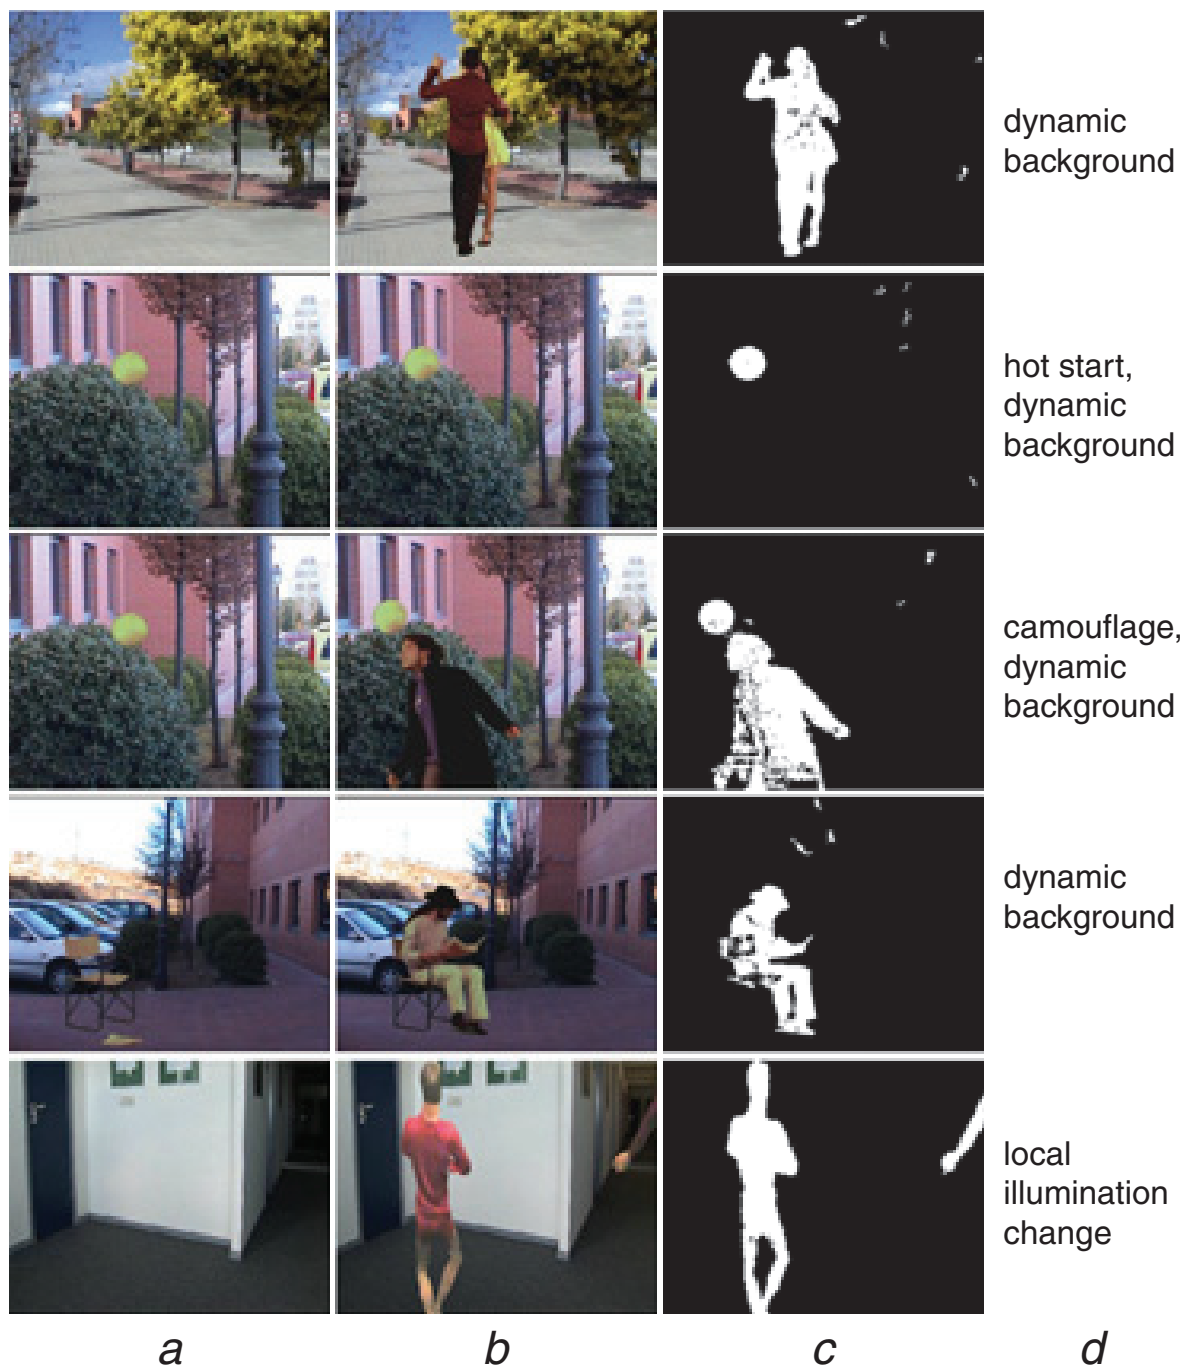 dynamic
background
hot start,
dynamic
background
camouflage,
dynamic
background
dynamic
background
local
illumination
change
a
b
c
d